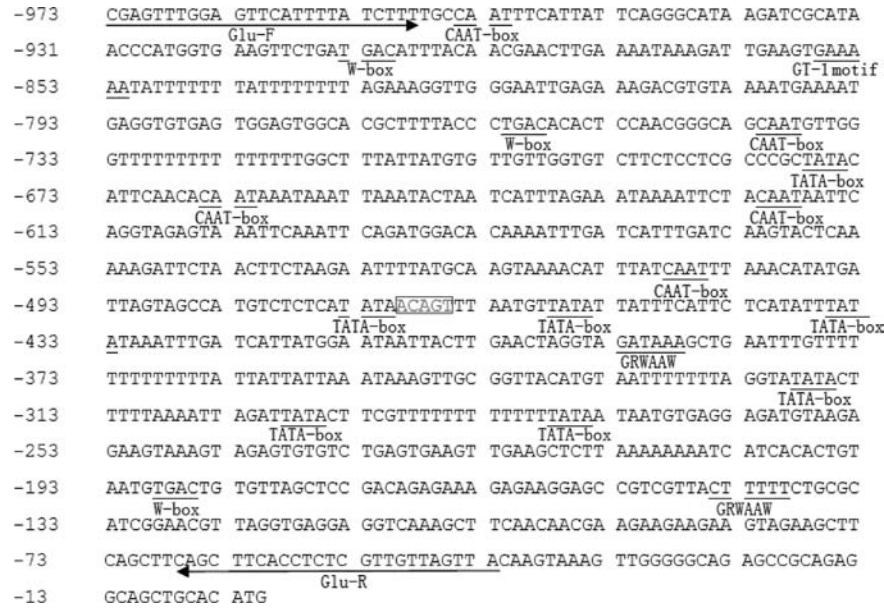 -973 CGAGTTTGGA GTTCATTTTA TCTTTTGCCA ATTTCATTAT TCAGGGCATA AGATCGCATA
Glu-F CAAT-box
-931 ACCCATGGTG AAGTTCTGAT GACATTTACA ACGAACTTGA AAATAAAGAT TGAAGTGAAA
W-box GT-1motif
-853 AATATTTTTT TATTTTTTTT AGAAAGGTTG GGAATTGAGA AAGACGTGTA AAATGAAAAT
-793 GAGGTGTGAG TGGAGTGGCA CGCTTTTACC CTGACACACT CCAACGGGCA GCAATGTTGG
W-box CAAT-box
-733 GTTTTTTTTT TTTTTTGGCT TTATTATGTG TTGTTGGTGT CTTCTCCTCG CCCGCTATAC
TATA-box
-673 ATTCAACACA ATAAATAAAT TAAATACTAA TCATTTAGAA ATAAAATTCT ACAATAATTC
CAAT-box CAAT-box
-613 AGGTAGAGTA AATTCAAATT CAGATGGACA CAAAATTTGA TCATTTGATC AAGTACTCAA
-553 AAAGATTCTA ACTTCTAAGA ATTTTATGCA AGTAAAACAT TTATCAATTT AAACATATGA
CAAT-box
-493 TTAGTAGCCA TGTCTCTCAT ATAAACAGTTT AATGTTATAT TATTTCATTC CTCATATTTAT
TATA-box TATA-box TATA-box
-433 ATAAATTTGA TCATTATGGA ATAATTACTT GAACTAGGTA GATAAAGCTG AATTTGTTTT
GRWAAW
-373 TTTTTTTTTA TTATTATTAA ATAAAGTTGC GGTTACATGT AATTTTTTTA GGTATATACT
TATA-box
-313 TTTTAAAATT AGATTATACT TCGTTTTTTT TTTTTTATAA TAATGTGAGG AGATGTAAGA
TATA-box TATA-box
-253 GAAGTAAAGT AGAGTGTGTC CTGAGTGAAGT TGAAGCTCTT AAAAAAAATC ATCACACTGT
-193 AATGTGACTG TGTTAGCTCC GACAGAGAAA GAGAAGGAGC CGTCGTTACT TTTTCTGCGC
W-box GRWAAW
-133 ATCGGAACGT TAGGTGAGGA GGTCAAAGCT TCAACAACGA AGAAGAAGAA GTAGAAGCTT
-73 CAGCTTCAGC TTCACCTCTC GTTGTTAGTTA CAAGTAAAG TTGGGGGCAG AGCCGCAGAG
Glu-R
-13 GCAGCTGCAC ATG